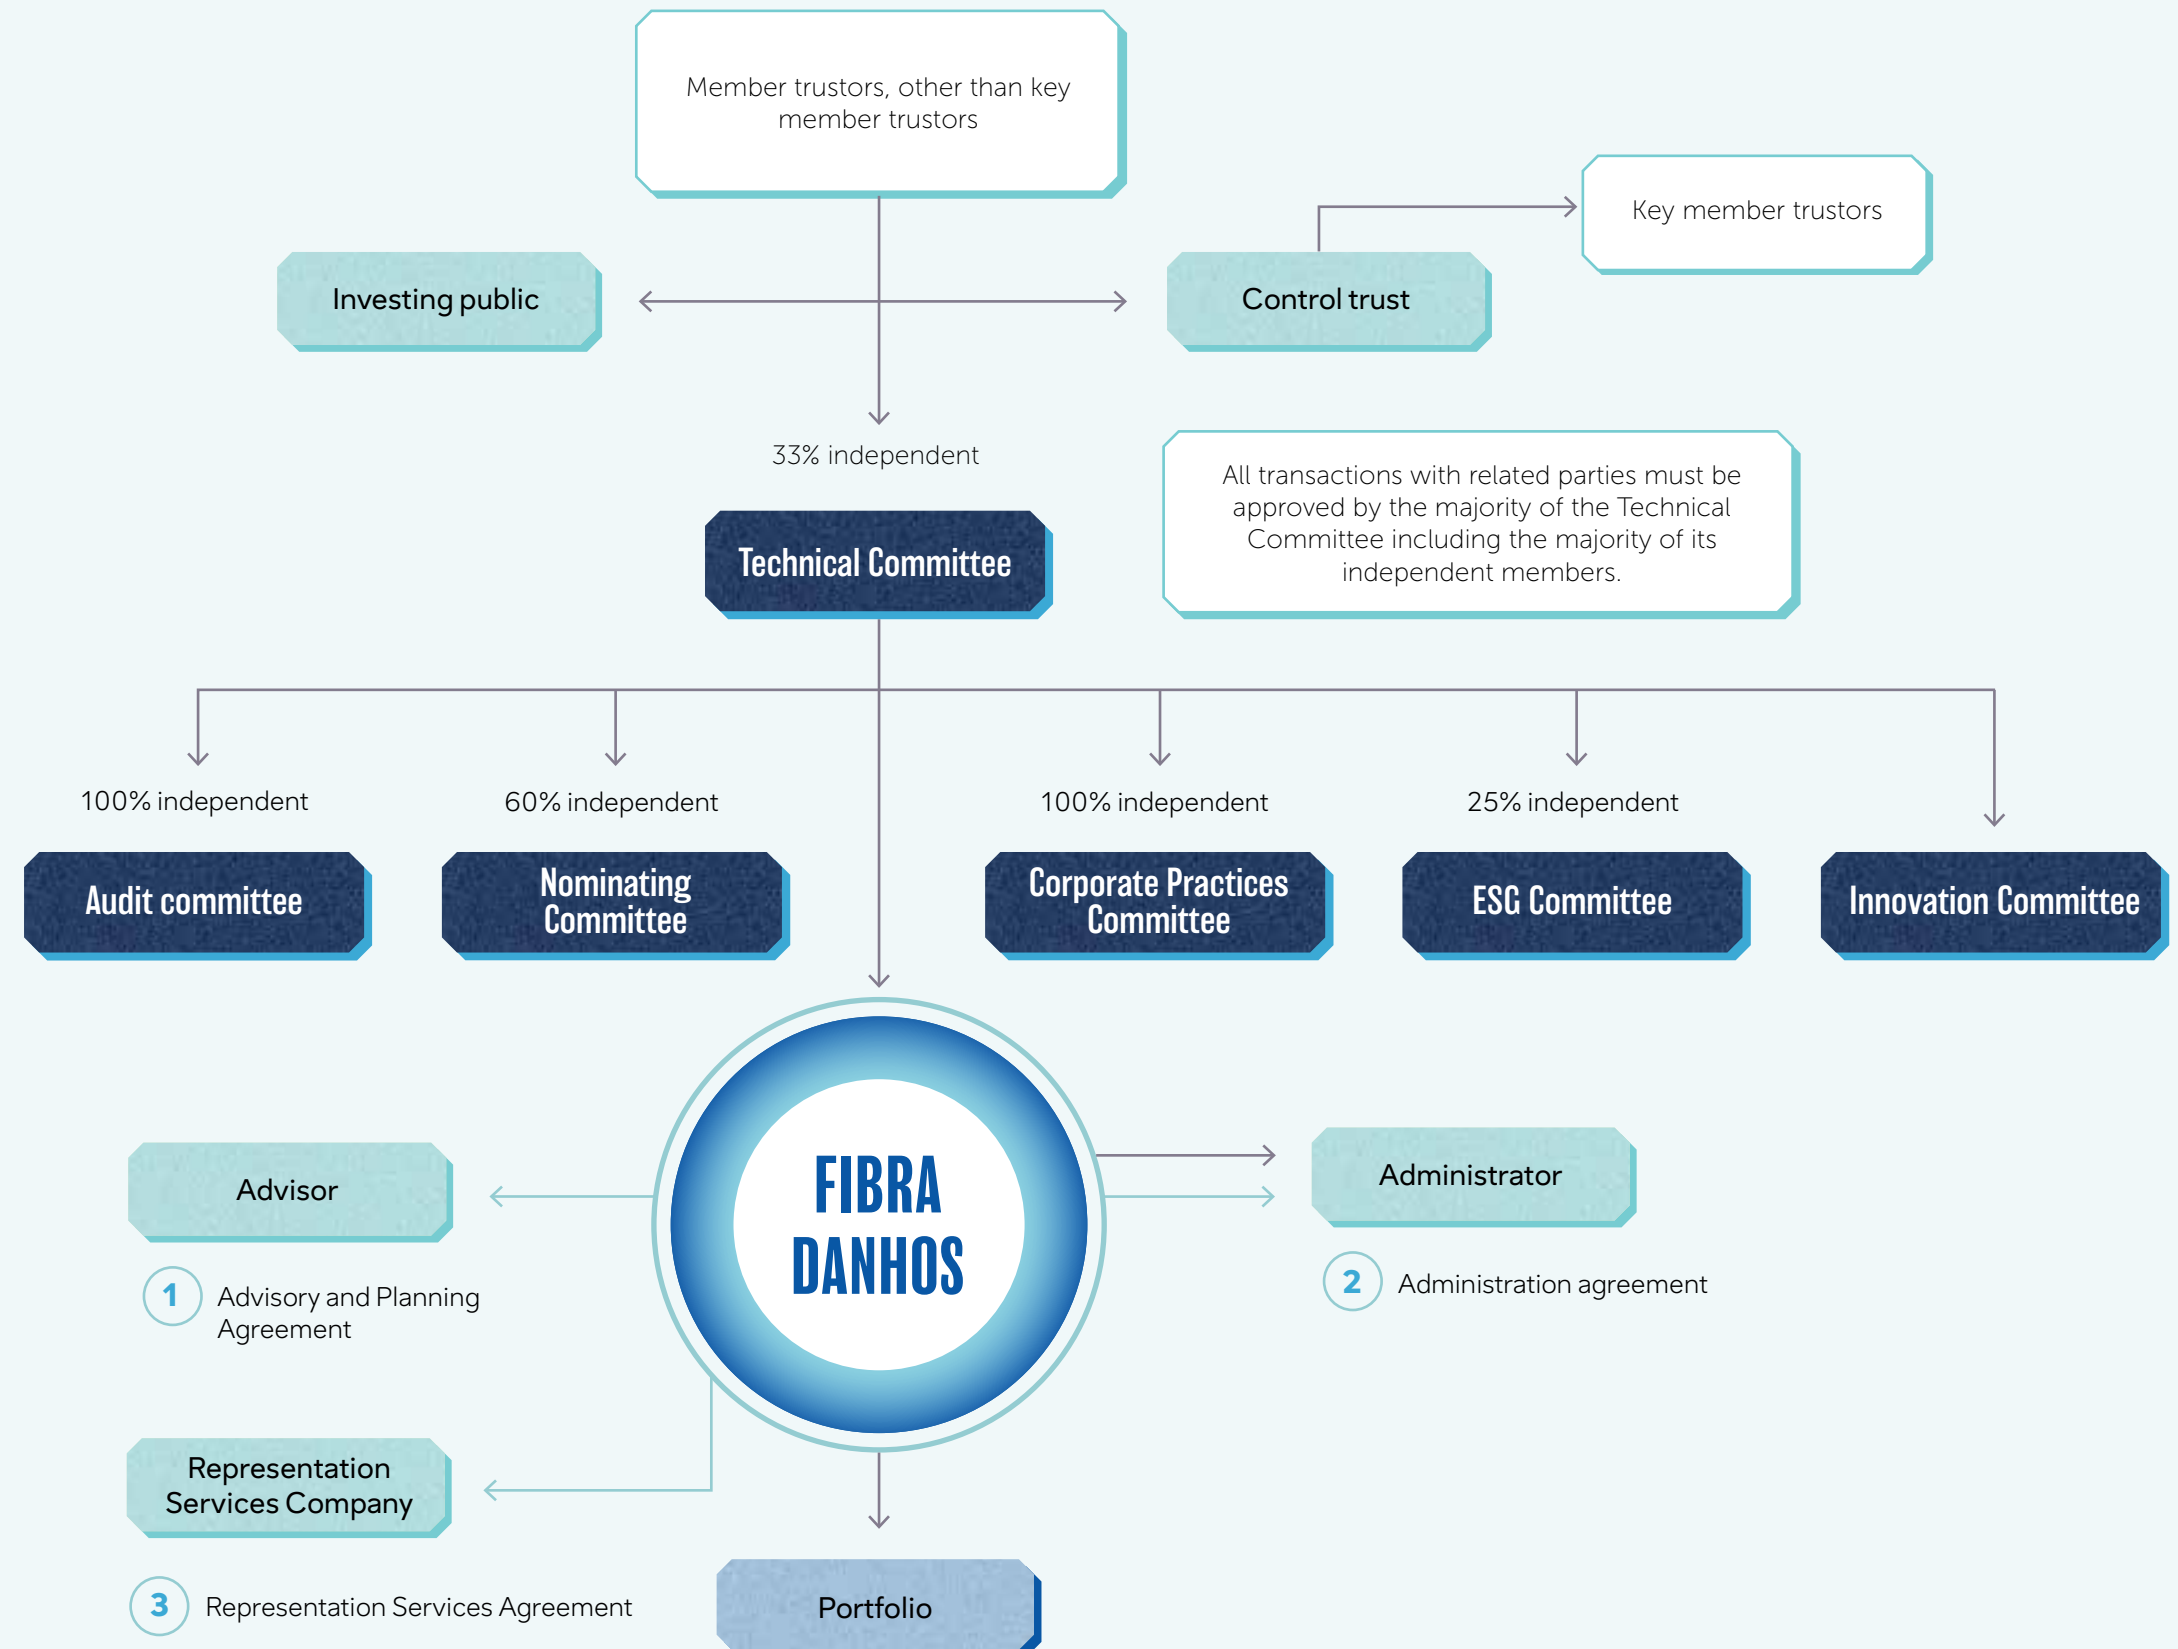 Member trustors, other than key
member trustors
Key member trustors
Investing public
Control trust
33% independent
All transactions with related parties must be
approved by the majority of the Technical
Committee including the majority of its
independent members.
Technical Committee
100% independent
60% independent
100% independent
25% independent
Audit committee
Nominating
Committee
Corporate Practices
Committee
ESG Committee
Innovation Committee
FIBRA
DANHOS
Advisor
Administrator
1
Advisory and Planning
Agreement
2
Administration agreement
Representation
Services Company
3
Representation Services Agreement
Portfolio